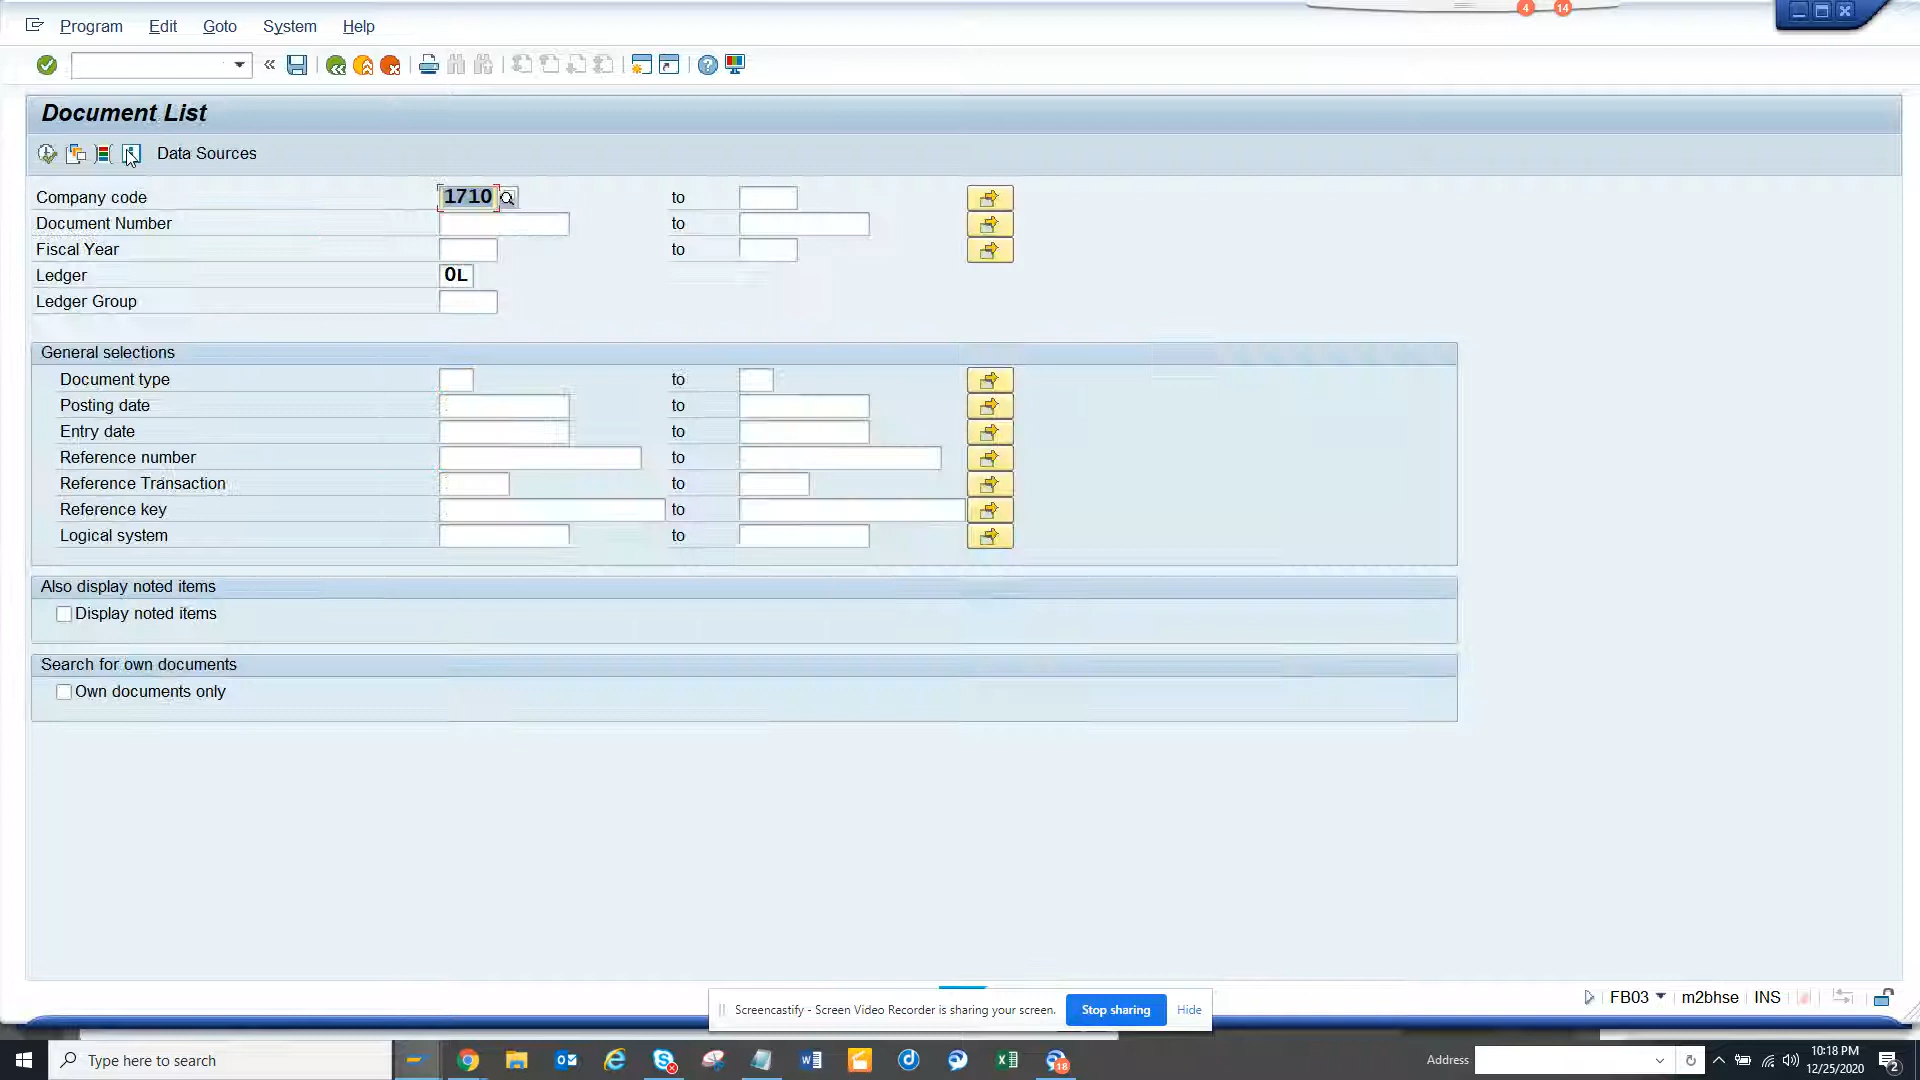 Program Edit Goto System Help
4 14
Document List
Data Sources
Company code 1710 to
Document Number to
Fiscal Year to
Ledger 0L
Ledger Group
General selections
Document type to
Posting date to
Entry date to
Reference number to
Reference Transaction to
Reference key to
Logical system to
Also display noted items
Display noted items
Search for own documents
Own documents only
FB03 m2bhse INS
Screencastify - Screen Video Recorder is sharing your screen. Stop sharing Hide
Type here to search
Address
18
10:18 PM
12/25/2020
2